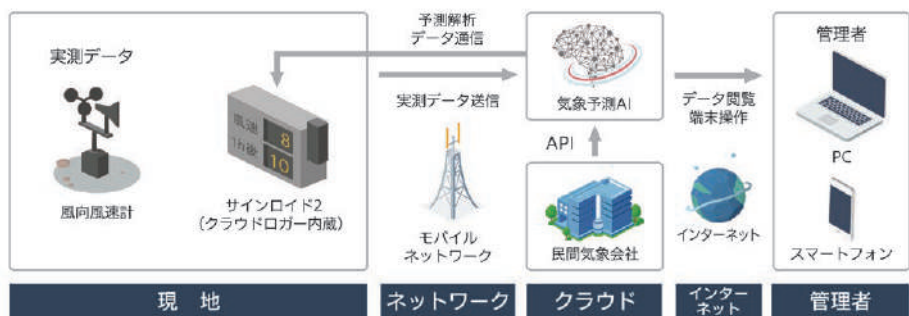 予測解析
データ通信
実測データ
風速 8
1h後 10
風向風速計
サインロイド2
(クラウドロガー内蔵)
実測データ送信
モバイル
ネットワーク
気象予測AI
API
民間気象会社
データ閲覧
端末操作
インターネット
管理者
PC
スマートフォン
現 地
ネットワーク
クラウド
インター
ネット
管理者